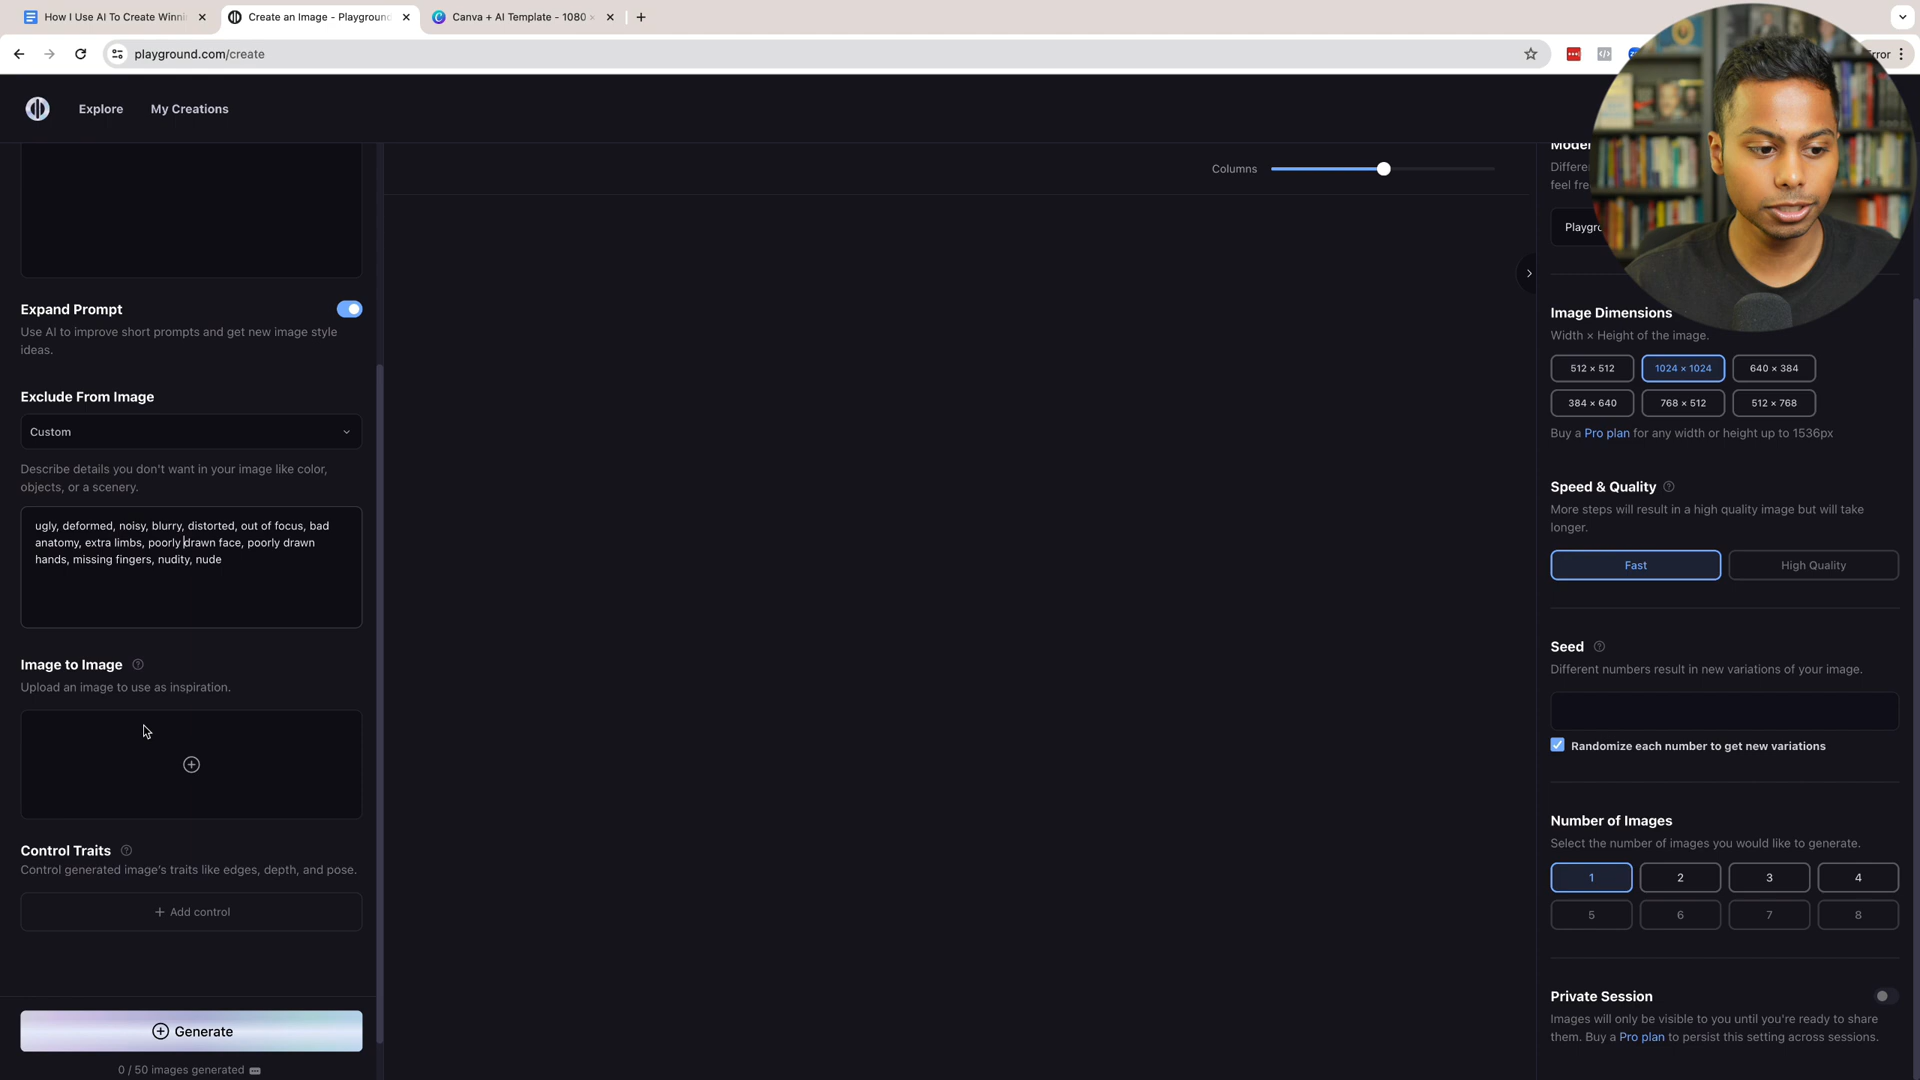 How I Use AI To Create Winni
Create an Image - Playground
Canva + AI Template - 1080
playground.com/create
Explore
My Creations
Columns
Expand Prompt
Use AI to improve short prompts and get new image style
ideas.
Exclude From Image
Custom
Describe details you don't want in your image like color,
objects, or a scenery.
ugly, deformed, noisy, blurry, distorted, out of focus, bad
anatomy, extra limbs, poorly drawn face, poorly drawn
hands, missing fingers, nudity, nude
Image to Image
Upload an image to use as inspiration.
Control Traits
Control generated image's traits like edges, depth, and pose.
+ Add control
Generate
0 / 50 images generated
feel fre
Playgro
Image Dimensions
Width × Height of the image.
512 × 512
1024 × 1024
640 × 384
384 × 640
768 × 512
512 × 768
Buy a Pro plan for any width or height up to 1536px
Speed & Quality
More steps will result in a high quality image but will take
longer.
Fast
High Quality
Seed
Different numbers result in new variations of your image.
Randomize each number to get new variations
Number of Images
Select the number of images you would like to generate.
1
2
3
4
5
6
7
8
Private Session
Images will only be visible to you until you're ready to share
them. Buy a Pro plan to persist this setting across sessions.